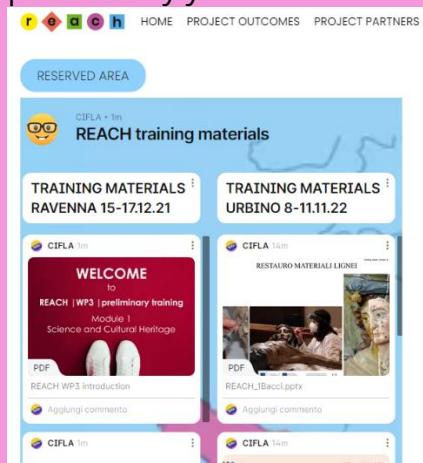 reach HOME PROJECT OUTCOMES PROJECT PARTNERS
RESERVED AREA
CIFLA • 1m
REACH training materials
TRAINING MATERIALS
RAVENNA 15-17.12.21
TRAINING MATERIALS
URBINO 8-11.11.22
CIFLA 1m
WELCOME
to
REACH |WP3 |preliminary training
Module 1
Science and Cultural Heritage
PDF
REACH WP3 introduction
Aggiungi commento
CIFLA 14m
RESTAURO MATERIALI LIGNEI
PDF
REACH_1Bacci.pptx
Aggiungi commento
CIFLA 1m
CIFLA 14m